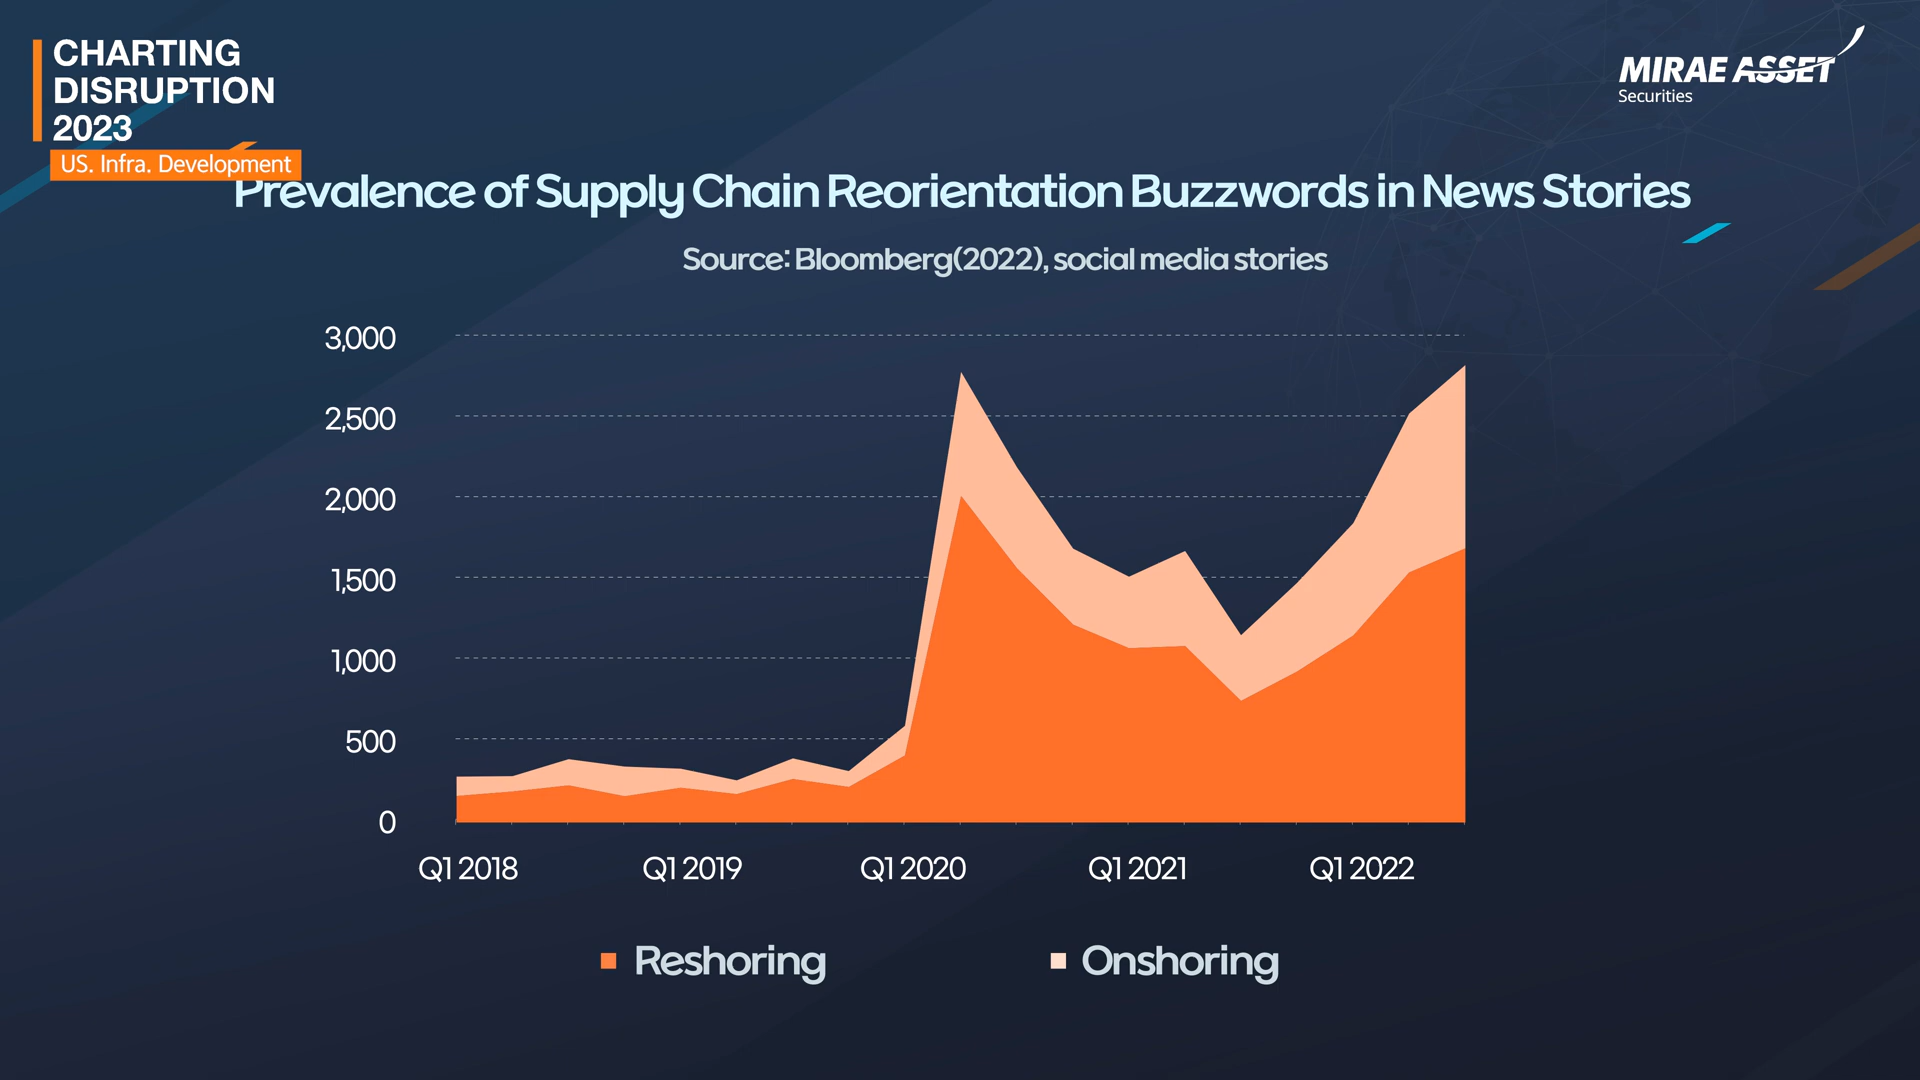 CHARTING
DISRUPTION
2023
US. Infra. Development
MIRAE ASSET
Securities
Prevalence of Supply Chain Reorientation Buzzwords in News Stories
Source: Bloomberg(2022), social media stories
3,000
2,500
2,000
1,500
1,000
500
0
Q1 2018 Q1 2019 Q1 2020 Q1 2021 Q1 2022
Reshoring Onshoring